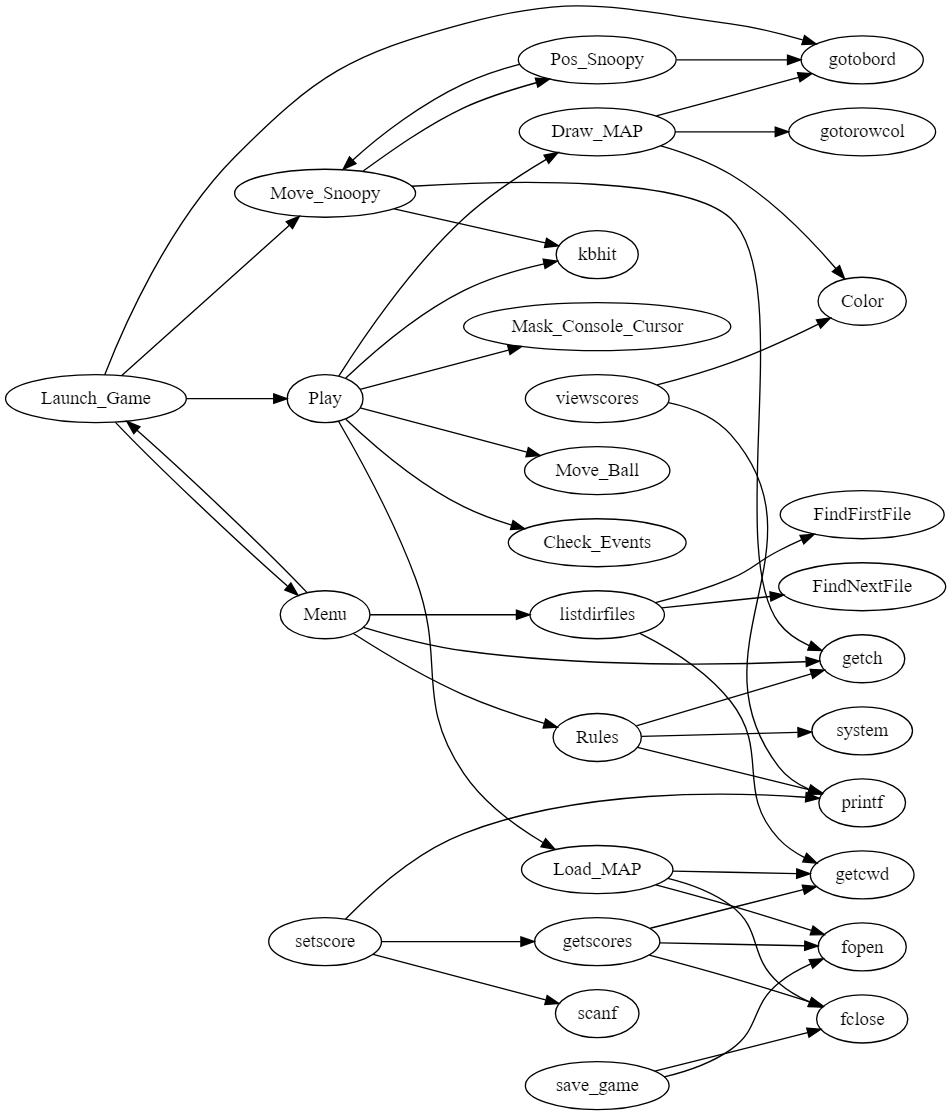 Pos_Snoopy
gotobord
Draw_MAP
gotorowcol
Move_Snoopy
kbhit
Color
Mask_Console_Cursor
Launch_Game
Play
viewscores
Move_Ball
FindFirstFile
Check_Events
FindNextFile
Menu
listdirfiles
getch
Rules
system
printf
Load_MAP
getcwd
setscore
getscores
fopen
scanf
fclose
save_game